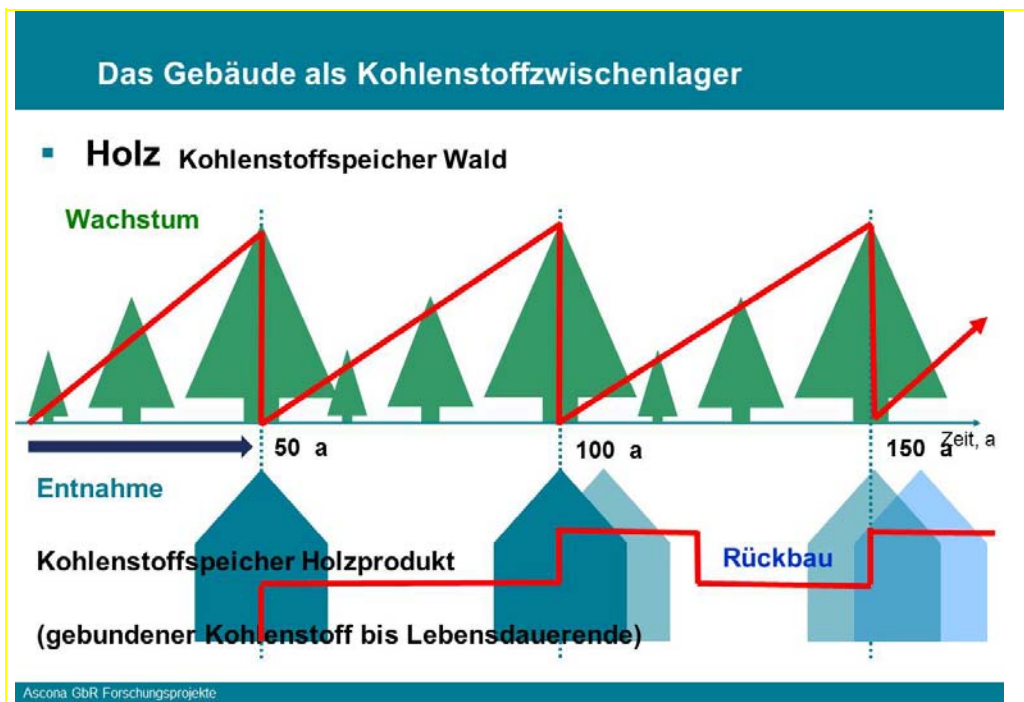 Das Gebäude als Kohlenstoffzwischenlager
Holz Kohlenstoffspeicher Wald
Wachstum
50 a
100 a
150 a
Zeit, a
Entnahme
Kohlenstoffspeicher Holzprodukt
Rückbau
(gebundener Kohlenstoff bis Lebensdauerende)
Ascona GbR Forschungsprojekte